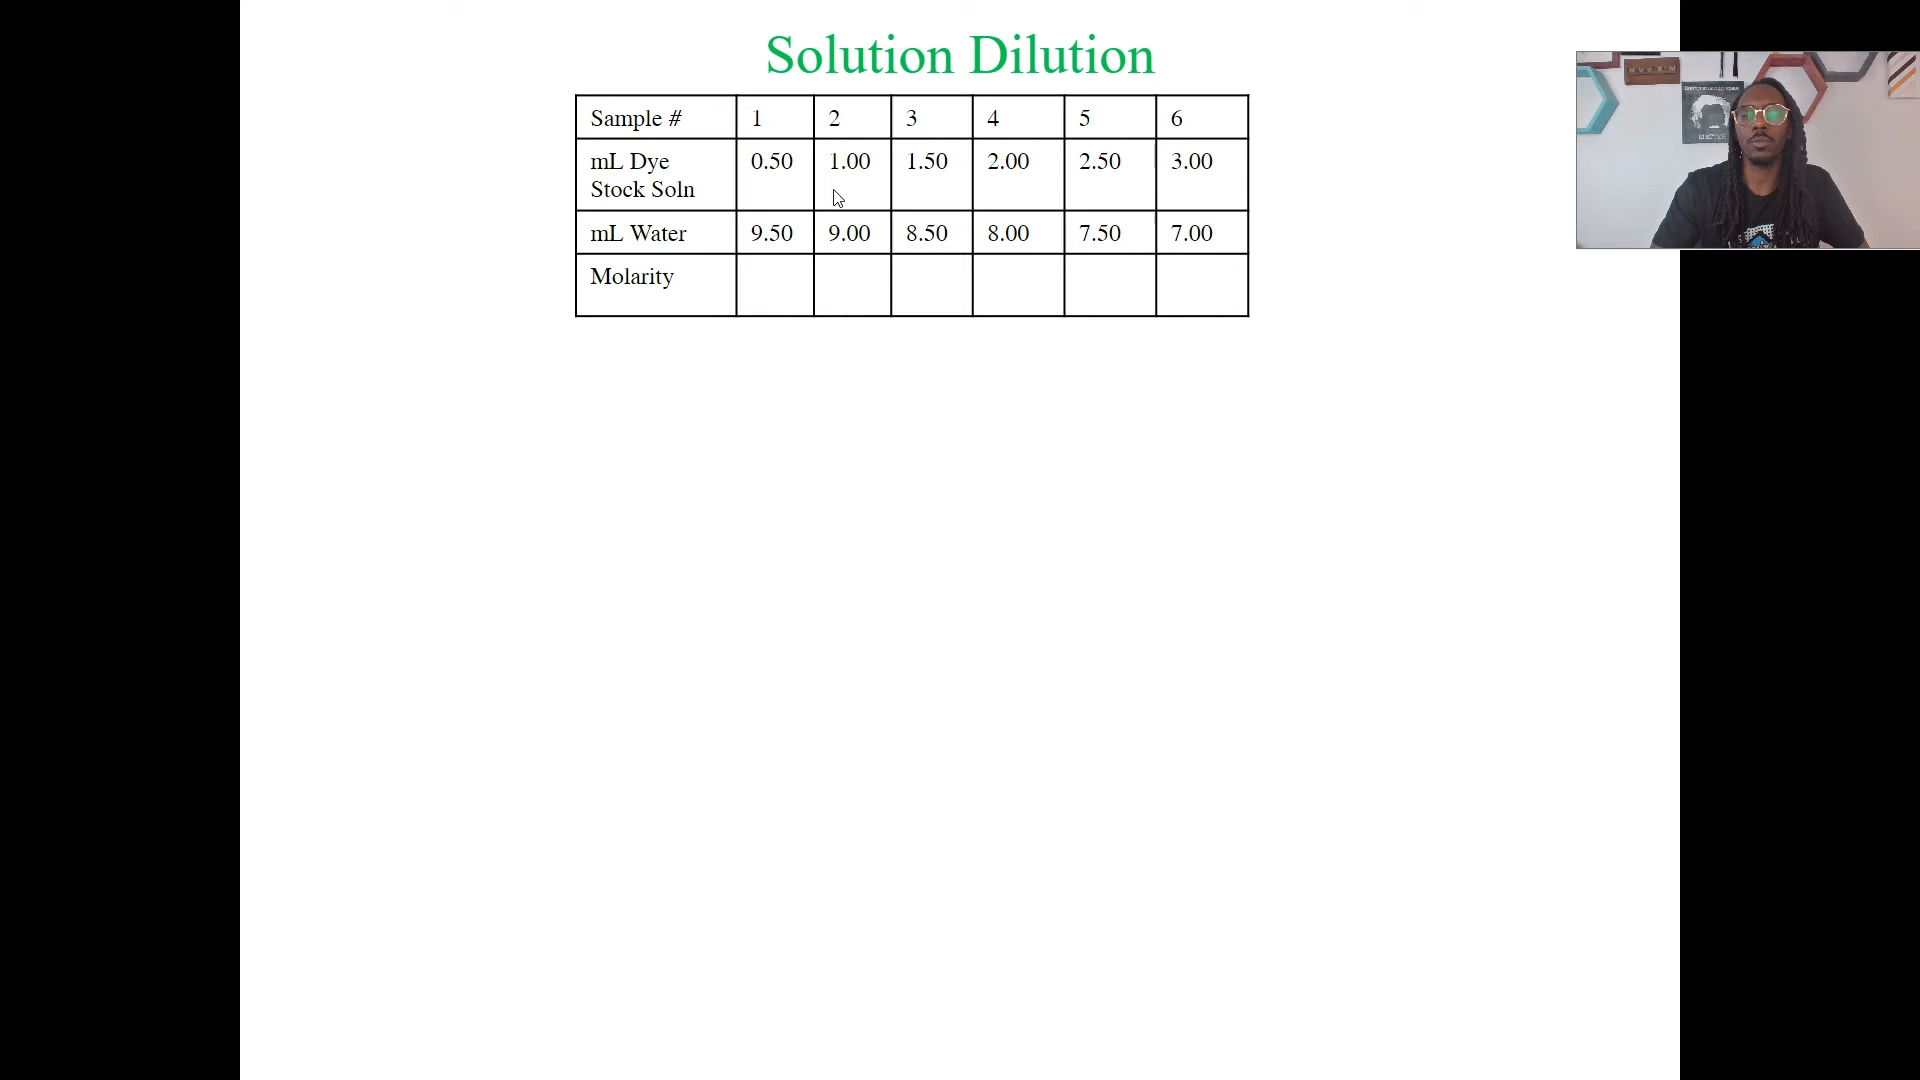 Solution Dilution
Sample # 1 2 3 4 5 6
mL Dye Stock Soln 0.50 1.00 1.50 2.00 2.50 3.00
mL Water 9.50 9.00 8.50 8.00 7.50 7.00
Molarity
MATTER